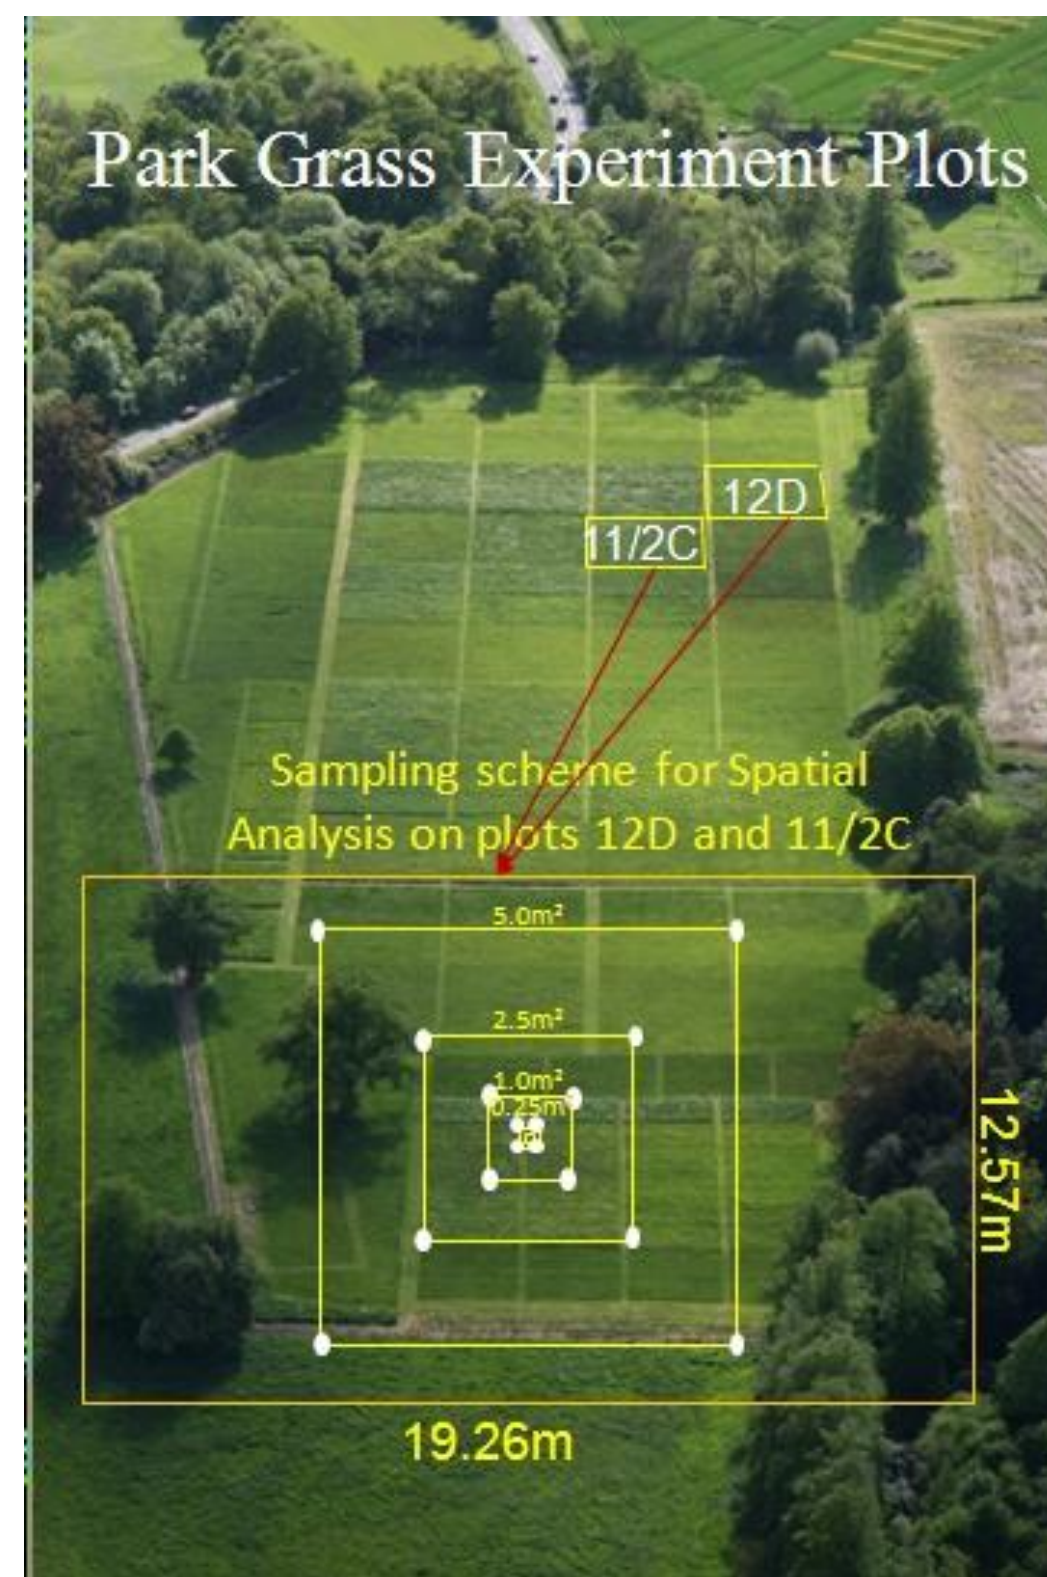 Park Grass Experiment Plots
12D
11/2C
Sampling scheme for Spatial
Analysis on plots 12D and 11/2C
5.0m²
2.5m²
1.0m²
0.25m
12.57m
19.26m